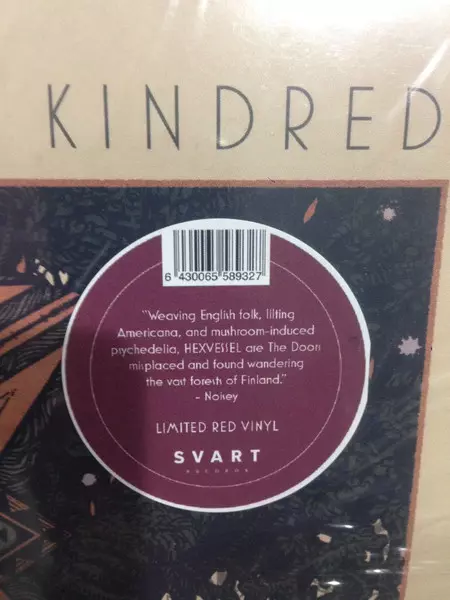 KINDRED
6 430065 589327
"Weaving English folk, lilting
Americana, and mushroom-induced
psychedelia, HEXVESSEL are The Doors
misplaced and found wandering
the vast forests of Finland."
- Noisey
LIMITED RED VINYL
SVART
RECORDS